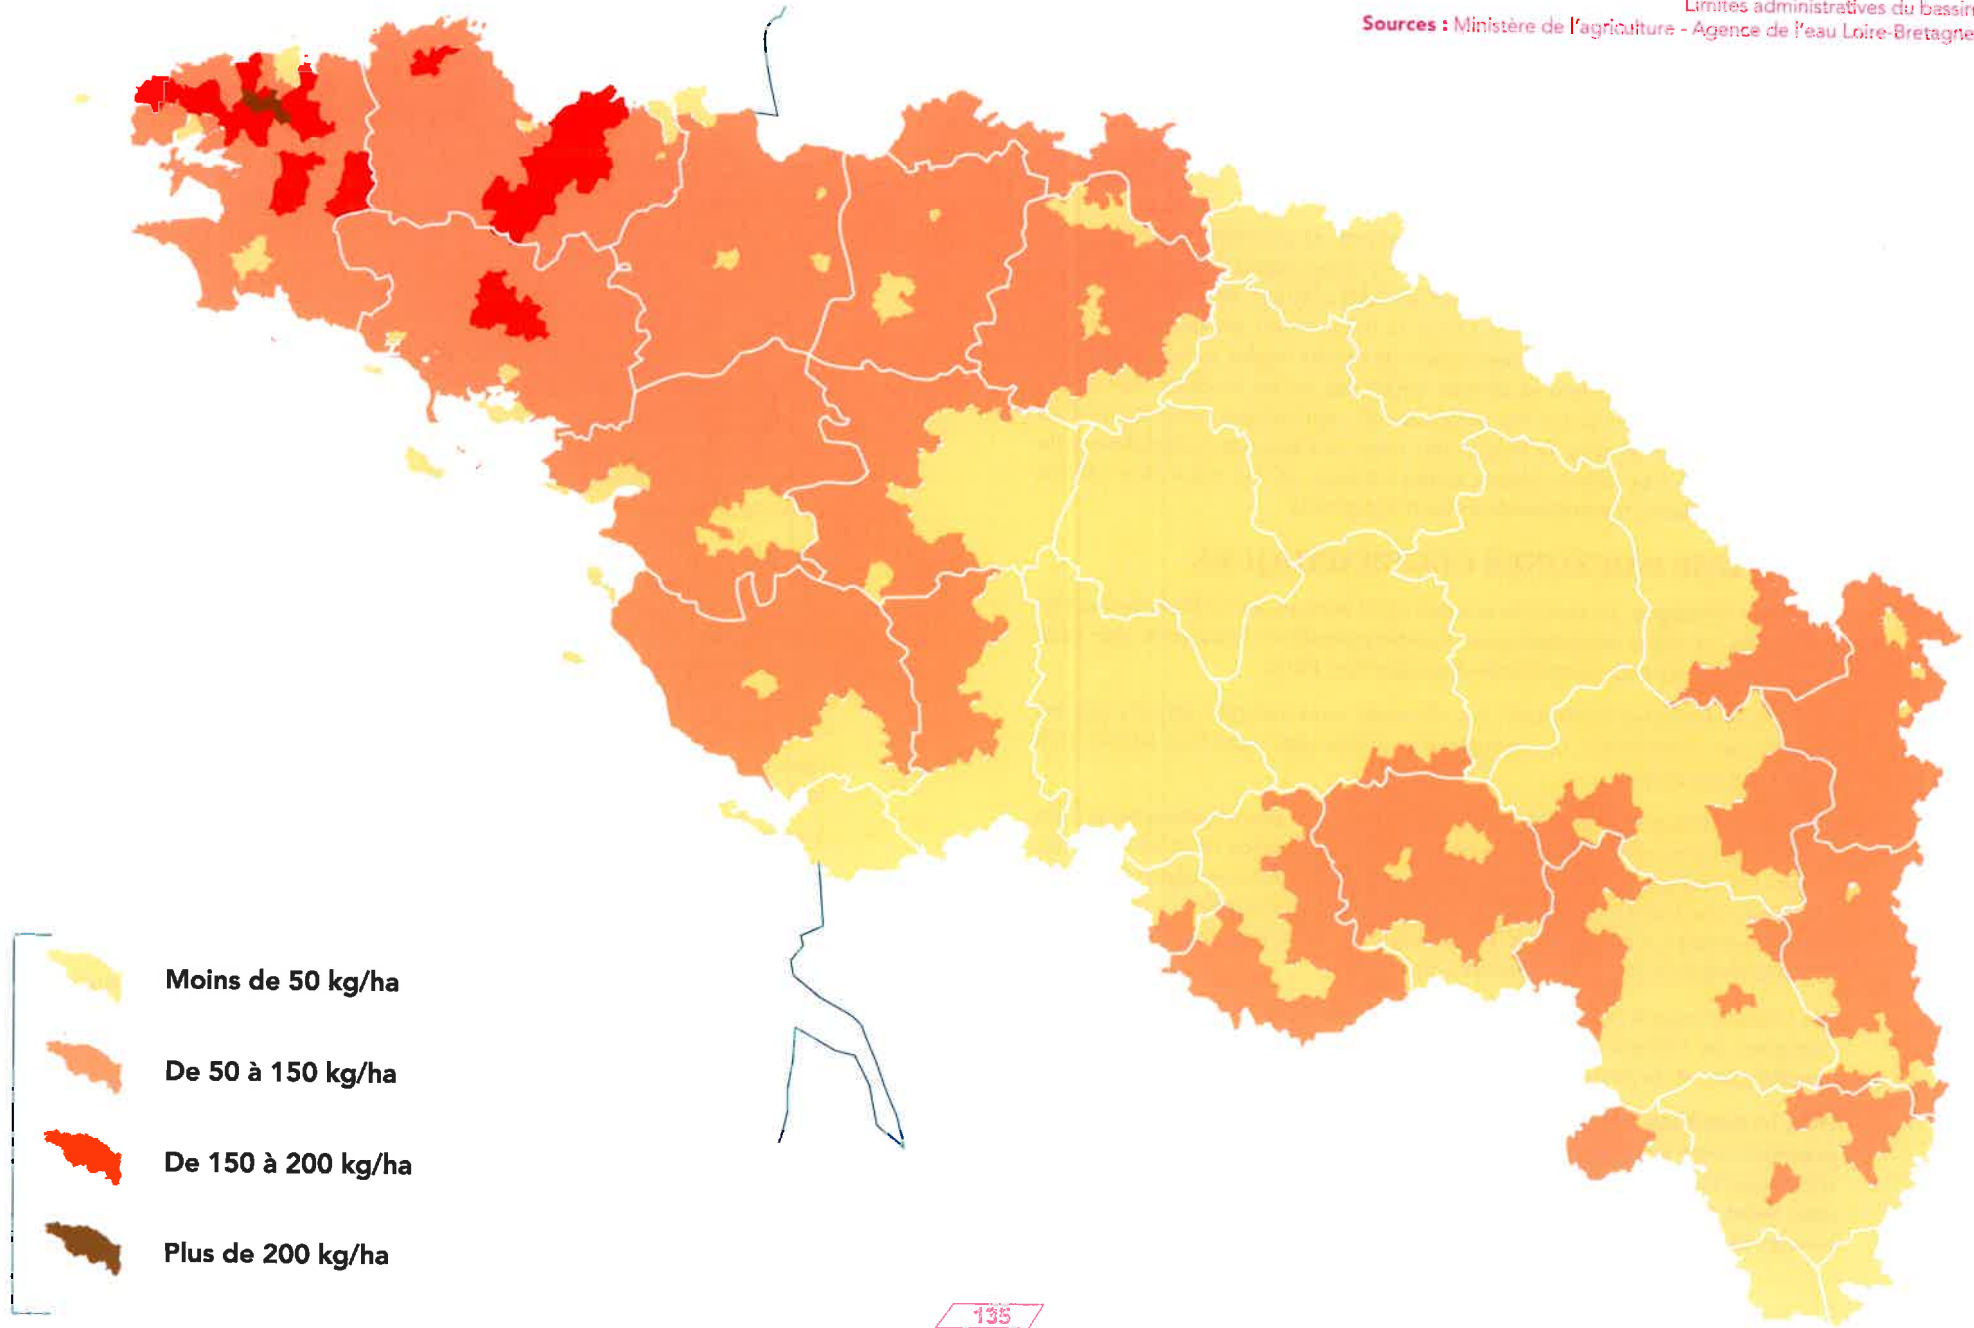 Limites administratives du bassin
Sources : Ministère de l'agriculture - Agence de l'eau Loire-Bretagne
Moins de 50 kg/ha
De 50 à 150 kg/ha
De 150 à 200 kg/ha
Plus de 200 kg/ha
135